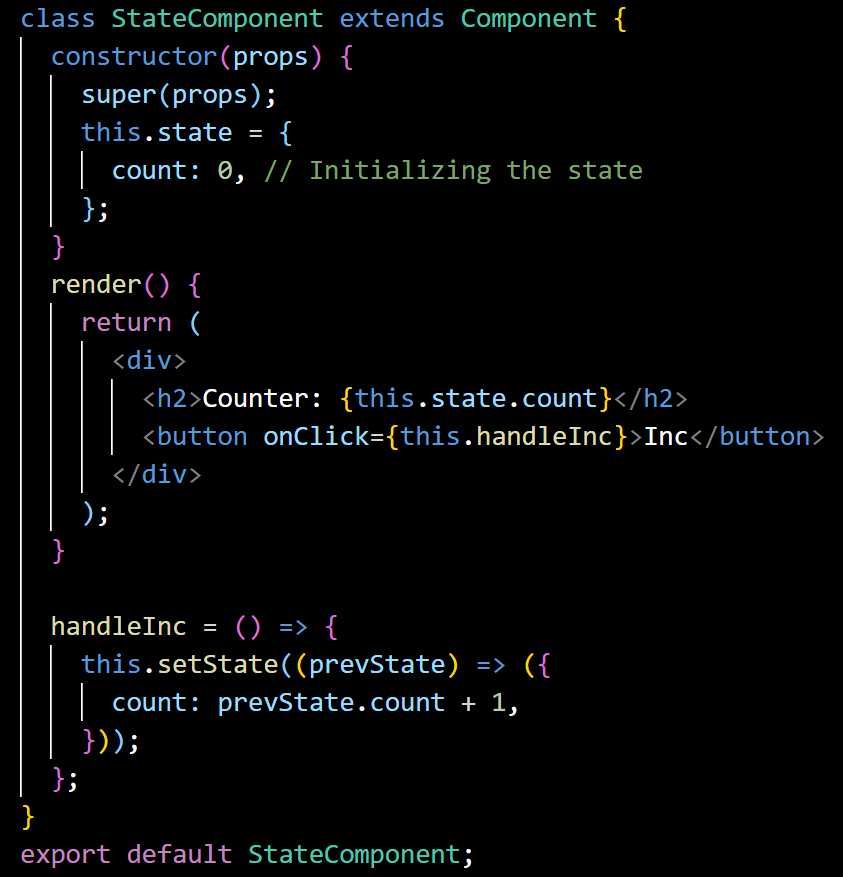 class StateComponent extends Component {
  constructor(props) {
    super(props);
    this.state = {
      count: 0, // Initializing the state
    };
  }
  render() {
    return (
      <div>
        <h2>Counter: {this.state.count}</h2>
        <button onClick={this.handleInc}>Inc</button>
      </div>
    );
  }

  handleInc = () => {
    this.setState((prevState) => ({
      count: prevState.count + 1,
    }));
  };
}
export default StateComponent;